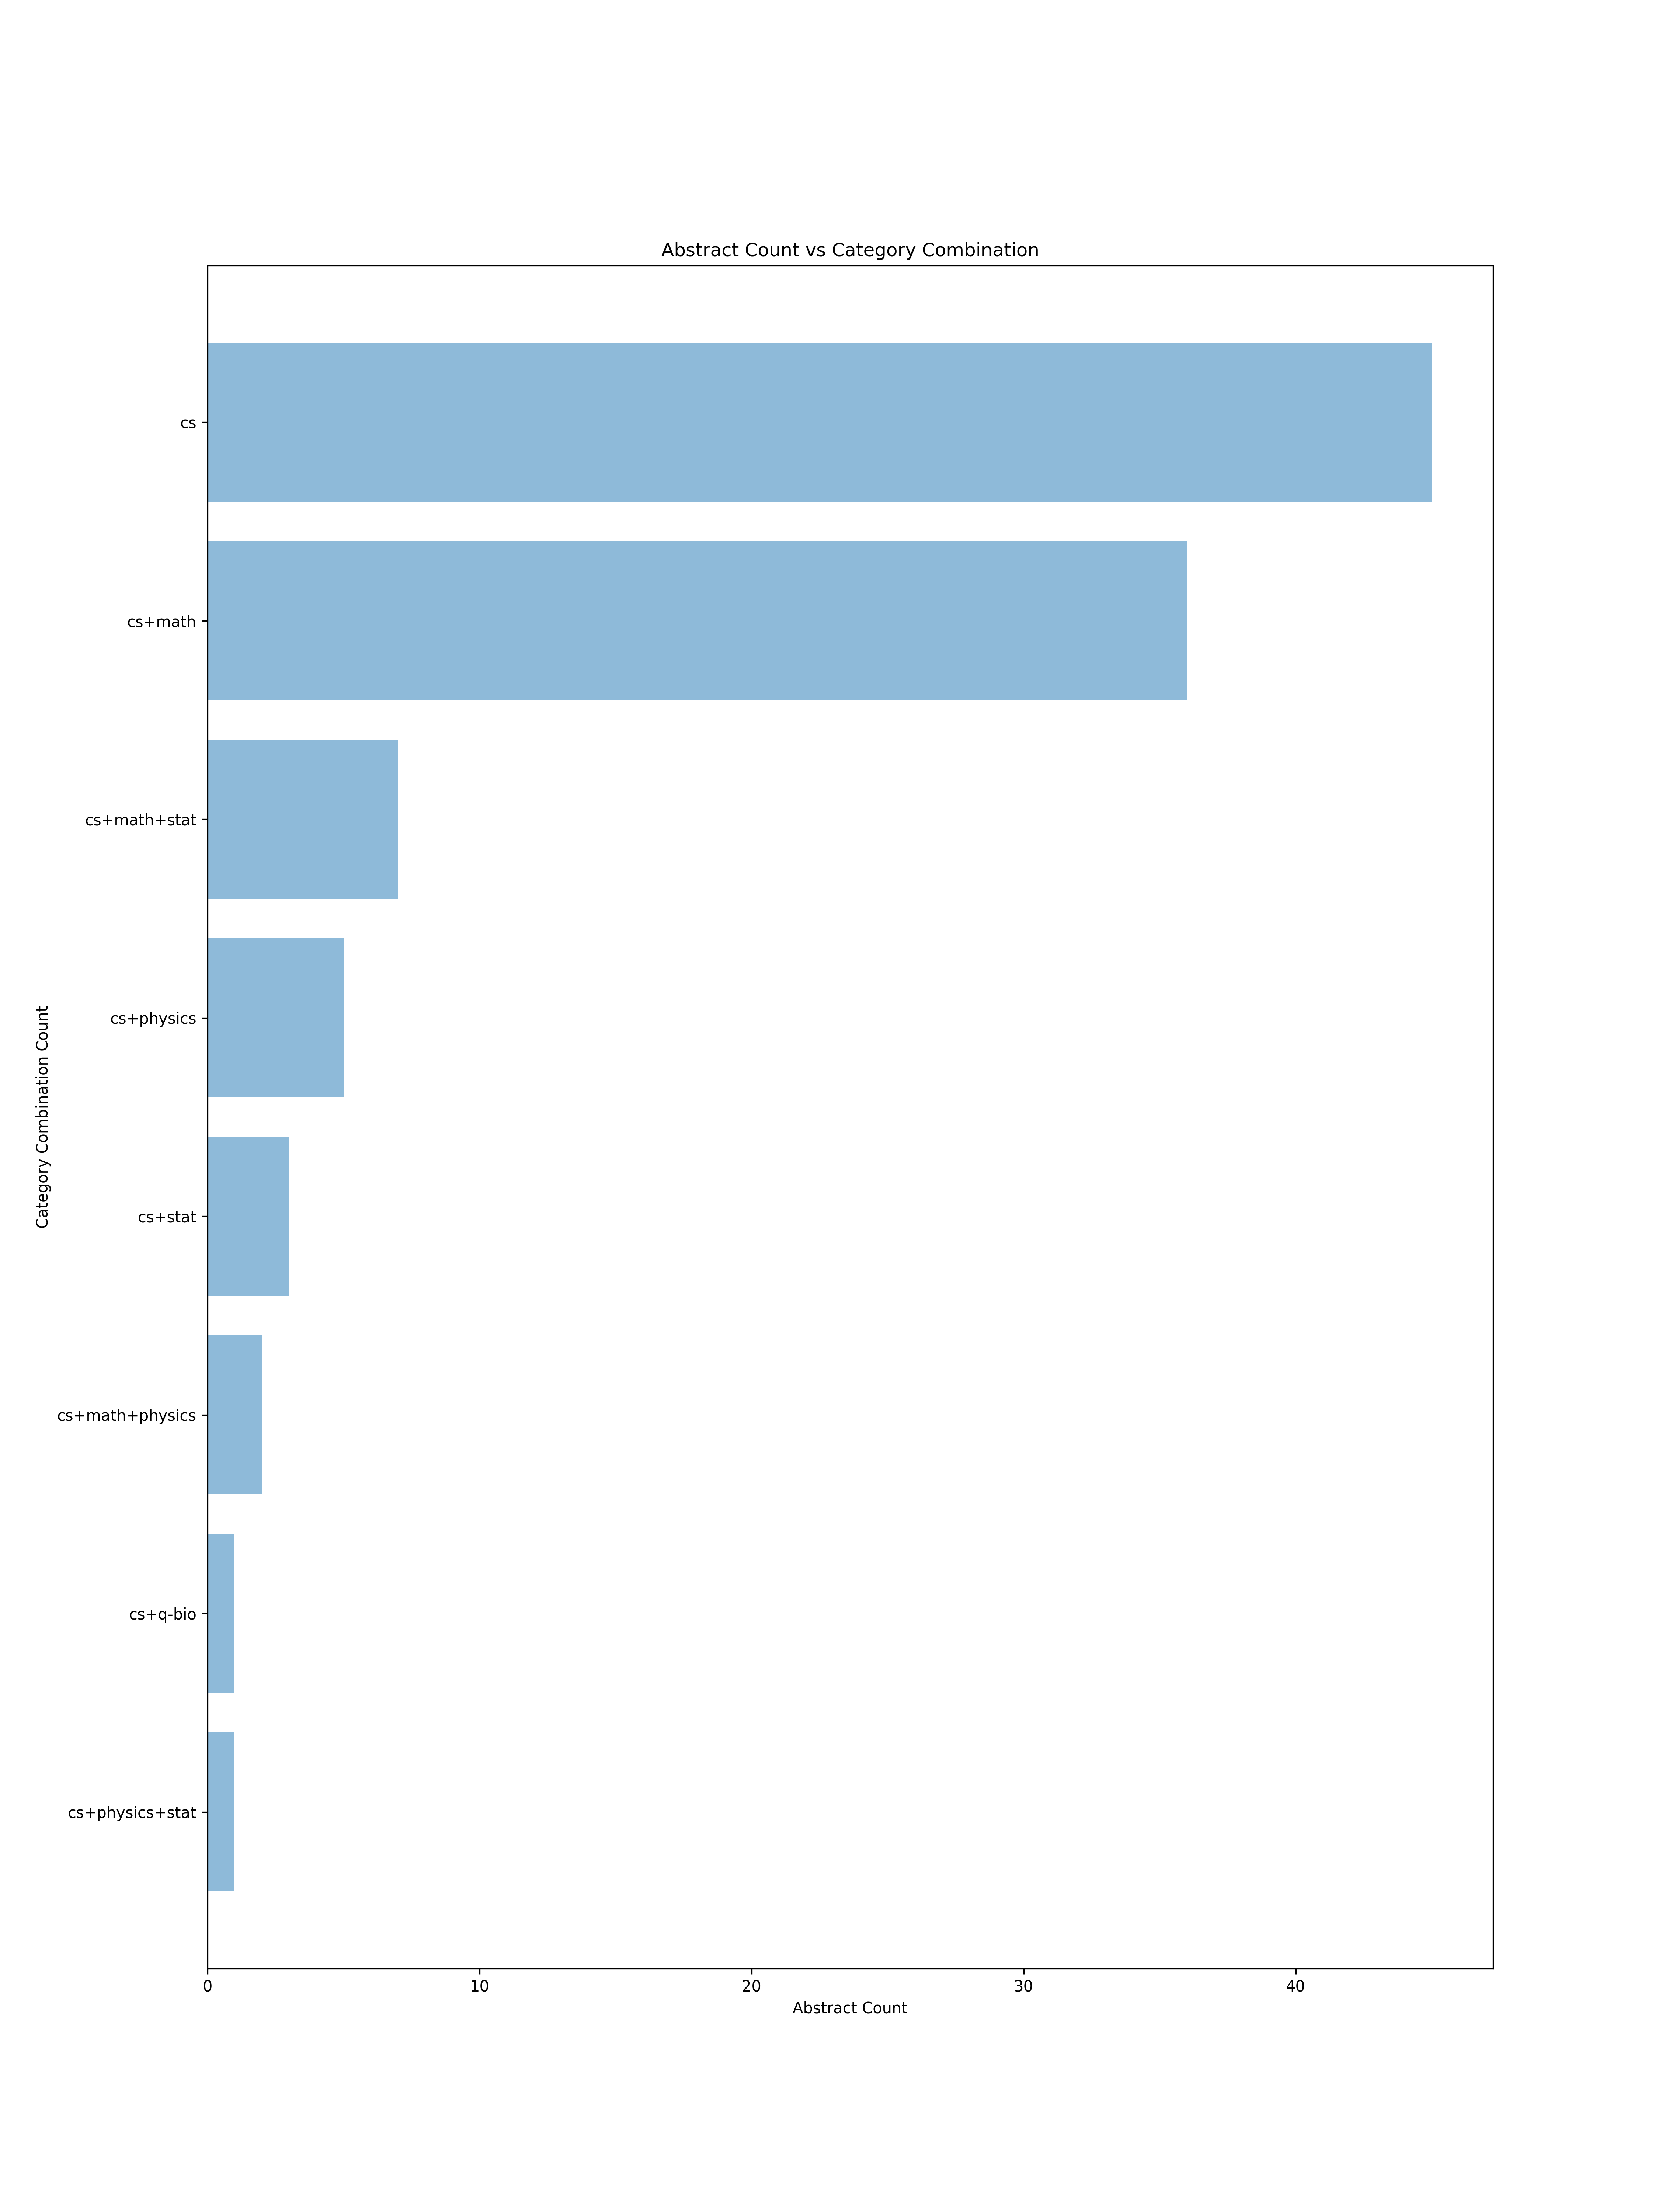 Abstract Count vs Category Combination
cs
cs+math
cs+math+stat
cs+physics
cs+stat
cs+math+physics
cs+q-bio
cs+physics+stat
Category Combination Count
0 10 20 30 40
Abstract Count